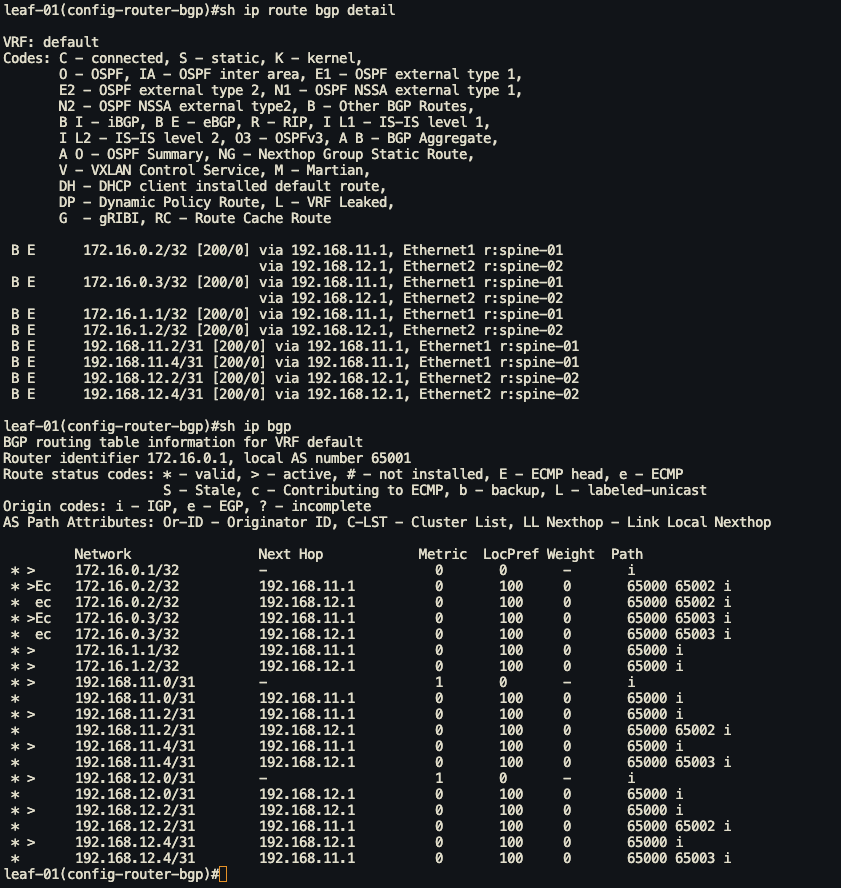 leaf-01(config-router-bgp)#sh ip route bgp detail

VRF: default
Codes: C - connected, S - static, K - kernel,
       O - OSPF, IA - OSPF inter area, E1 - OSPF external type 1,
       E2 - OSPF external type 2, N1 - OSPF NSSA external type 1,
       N2 - OSPF NSSA external type2, B - Other BGP Routes,
       B I - iBGP, B E - eBGP, R - RIP, I L1 - IS-IS level 1,
       I L2 - IS-IS level 2, O3 - OSPFv3, A B - BGP Aggregate,
       A O - OSPF Summary, NG - Nexthop Group Static Route,
       V - VXLAN Control Service, M - Martian,
       DH - DHCP client installed default route,
       DP - Dynamic Policy Route, L - VRF Leaked,
       G  - gRIBI, RC - Route Cache Route

 B E      172.16.0.2/32 [200/0] via 192.168.11.1, Ethernet1 r:spine-01
                                via 192.168.12.1, Ethernet2 r:spine-02
 B E      172.16.0.3/32 [200/0] via 192.168.11.1, Ethernet1 r:spine-01
                                via 192.168.12.1, Ethernet2 r:spine-02
 B E      172.16.1.1/32 [200/0] via 192.168.11.1, Ethernet1 r:spine-01
 B E      172.16.1.2/32 [200/0] via 192.168.12.1, Ethernet2 r:spine-02
 B E      192.168.11.2/31 [200/0] via 192.168.11.1, Ethernet1 r:spine-01
 B E      192.168.11.4/31 [200/0] via 192.168.11.1, Ethernet1 r:spine-01
 B E      192.168.12.2/31 [200/0] via 192.168.12.1, Ethernet2 r:spine-02
 B E      192.168.12.4/31 [200/0] via 192.168.12.1, Ethernet2 r:spine-02

leaf-01(config-router-bgp)#sh ip bgp
BGP routing table information for VRF default
Router identifier 172.16.0.1, local AS number 65001
Route status codes: * - valid, > - active, # - not installed, E - ECMP head, e - ECMP
                    S - Stale, c - Contributing to ECMP, b - backup, L - labeled-unicast
Origin codes: i - IGP, e - EGP, ? - incomplete
AS Path Attributes: Or-ID - Originator ID, C-LST - Cluster List, LL Nexthop - Link Local Nexthop

         Network                Next Hop            Metric  LocPref Weight  Path
 * >     172.16.0.1/32          -                     0       0       -       i
 * >Ec   172.16.0.2/32          192.168.11.1          0       100     0       65000 65002 i
 *  ec   172.16.0.2/32          192.168.12.1          0       100     0       65000 65002 i
 * >Ec   172.16.0.3/32          192.168.11.1          0       100     0       65000 65003 i
 *  ec   172.16.0.3/32          192.168.12.1          0       100     0       65000 65003 i
 * >     172.16.1.1/32          192.168.11.1          0       100     0       65000 i
 * >     172.16.1.2/32          192.168.12.1          0       100     0       65000 i
 * >     192.168.11.0/31        -                     1       0       -       i
 *       192.168.11.0/31        192.168.11.1          0       100     0       65000 i
 * >     192.168.11.2/31        192.168.11.1          0       100     0       65000 i
 *       192.168.11.2/31        192.168.12.1          0       100     0       65000 65002 i
 * >     192.168.11.4/31        192.168.11.1          0       100     0       65000 i
 *       192.168.11.4/31        192.168.12.1          0       100     0       65000 65003 i
 * >     192.168.12.0/31        -                     1       0       -       i
 *       192.168.12.0/31        192.168.12.1          0       100     0       65000 i
 * >     192.168.12.2/31        192.168.12.1          0       100     0       65000 i
 *       192.168.12.2/31        192.168.11.1          0       100     0       65000 65002 i
 * >     192.168.12.4/31        192.168.12.1          0       100     0       65000 i
 *       192.168.12.4/31        192.168.11.1          0       100     0       65000 65003 i
leaf-01(config-router-bgp)#